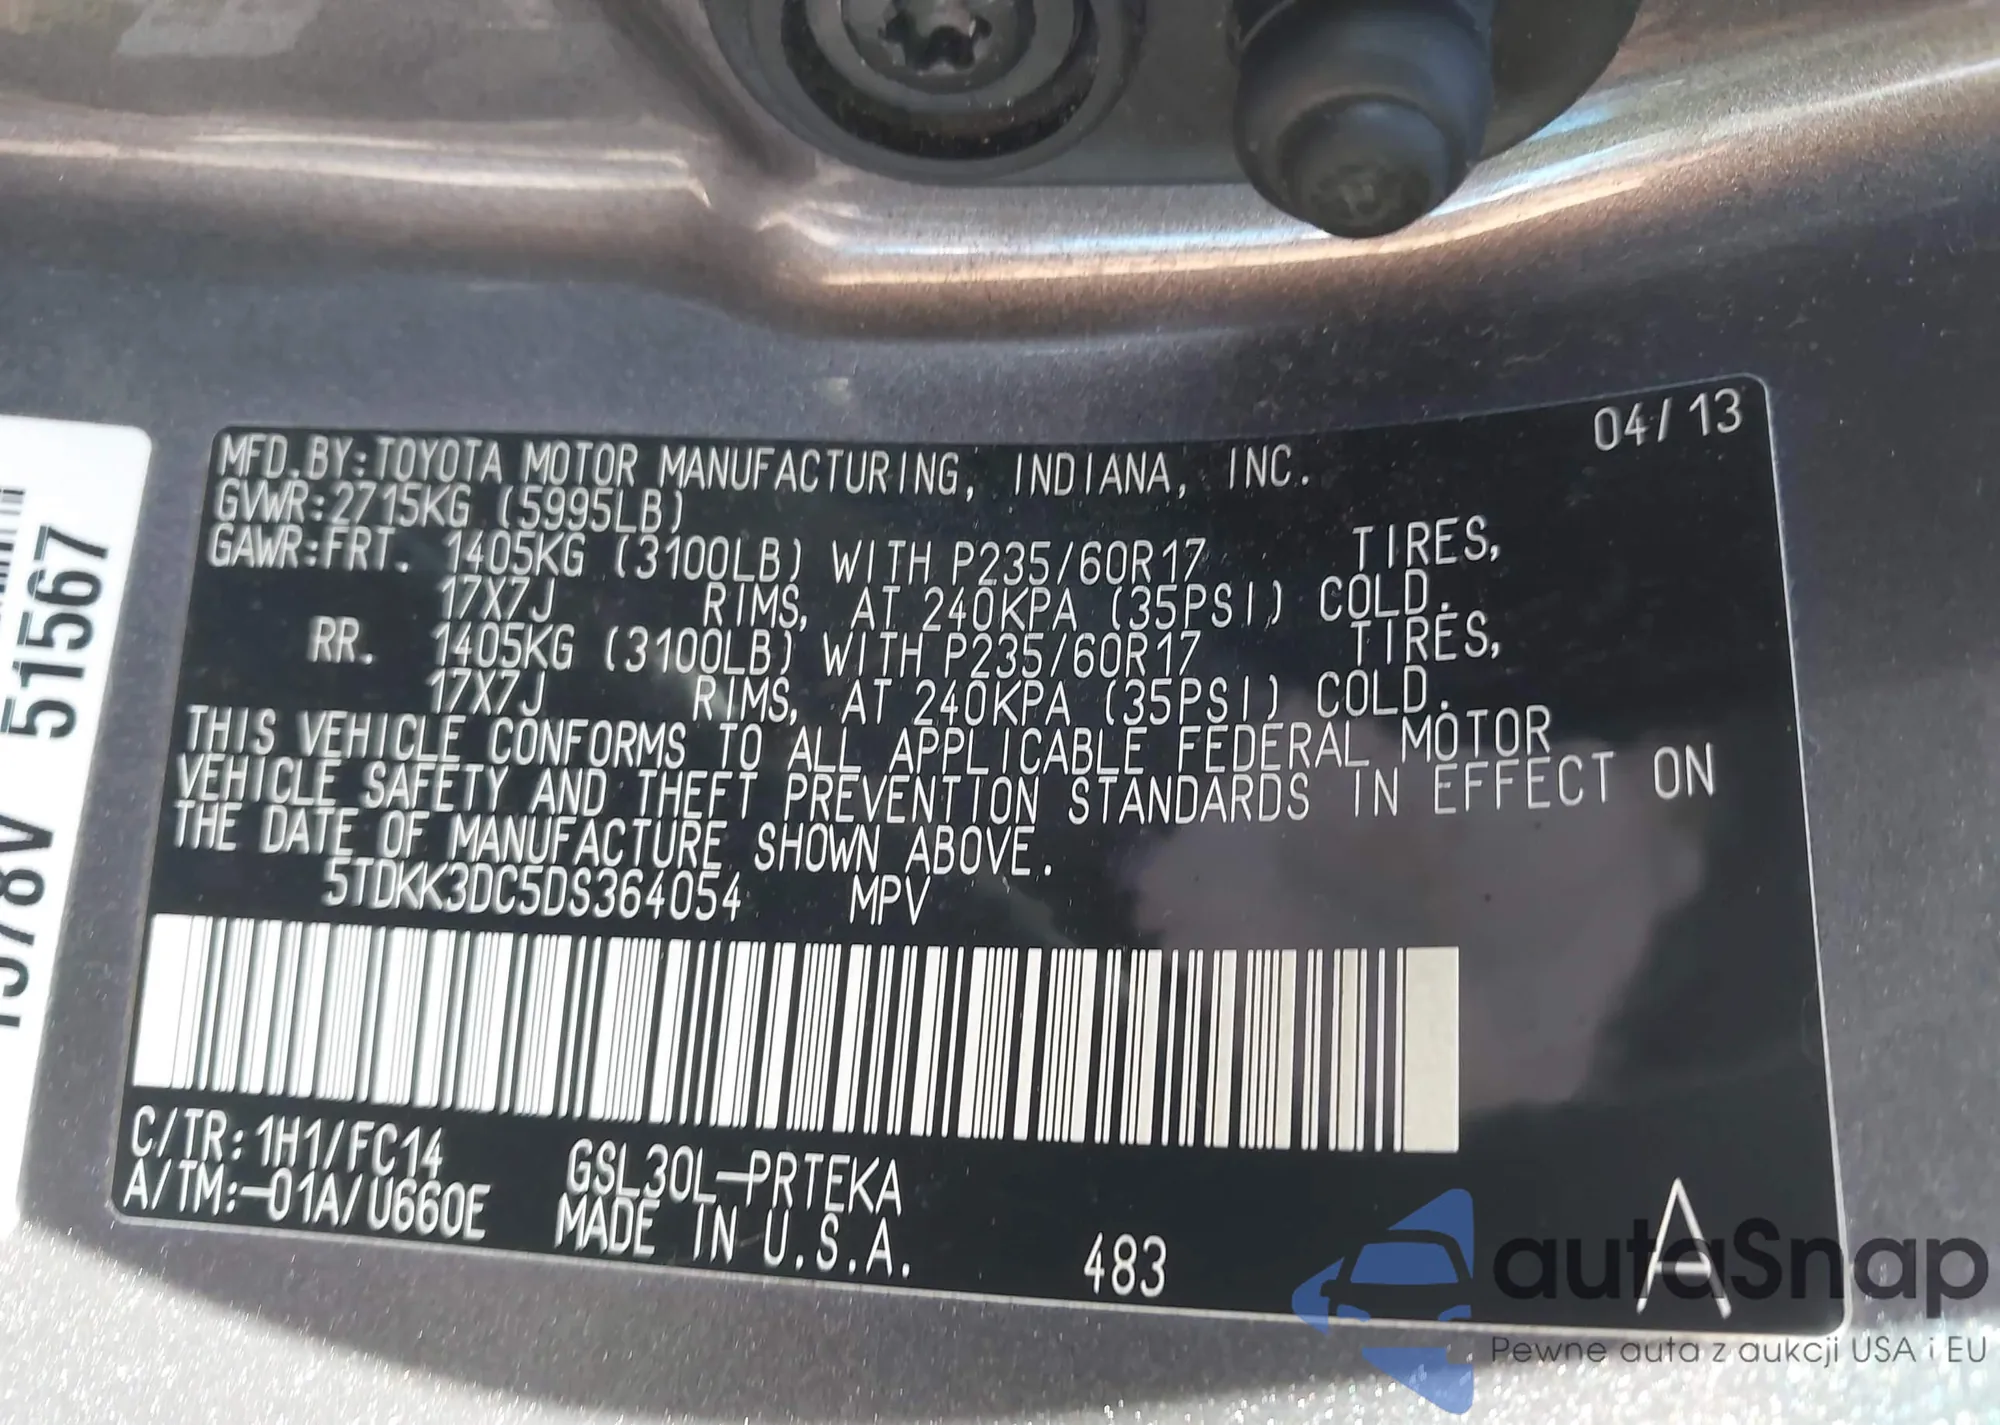 04/13
MFD.BY:TOYOTA MOTOR MANUFACTURING, INDIANA, INC.
GVWR:2715KG (5995LB)
GAWR:FRT. 1405KG (3100LB) WITH P235/60R17 TIRES,
17X7J RIMS, AT 240KPA (35PSI) COLD.
RR. 1405KG (3100LB) WITH P235/60R17 TIRES,
17X7J RIMS, AT 240KPA (35PSI) COLD.
THIS VEHICLE CONFORMS TO ALL APPLICABLE FEDERAL MOTOR
VEHICLE SAFETY AND THEFT PREVENTION STANDARDS IN EFFECT ON
THE DATE OF MANUFACTURE SHOWN ABOVE.
5TDKK3DC5DS364054 MPV
C/TR:1H1/FC14 GSL30L-PRTEKA
A/TM:-01A/U660E MADE IN U.S.A. 483 A
51567
autaSnap
Pewne auta z aukcji USA i EU